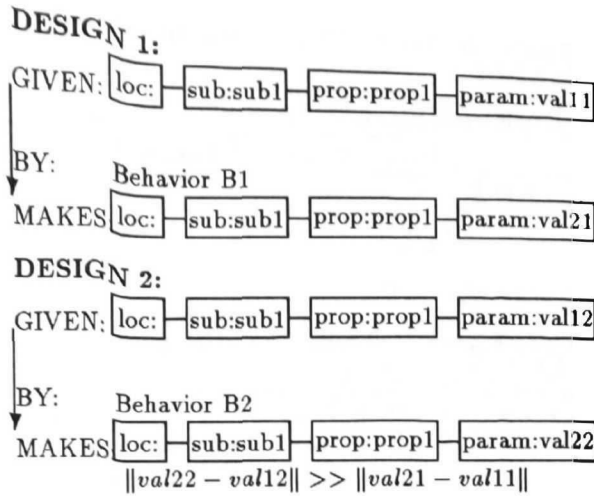 DESIGN 1:
GIVEN: loc: sub:sub1 prop:prop1 param:val11
BY: Behavior B1
MAKES loc: sub:sub1 prop:prop1 param:val21
DESIGN 2:
GIVEN: loc: sub:sub1 prop:prop1 param:val12
BY: Behavior B2
MAKES loc: sub:sub1 prop:prop1 param:val22
||val22 − val12|| >> ||val21 − val11||